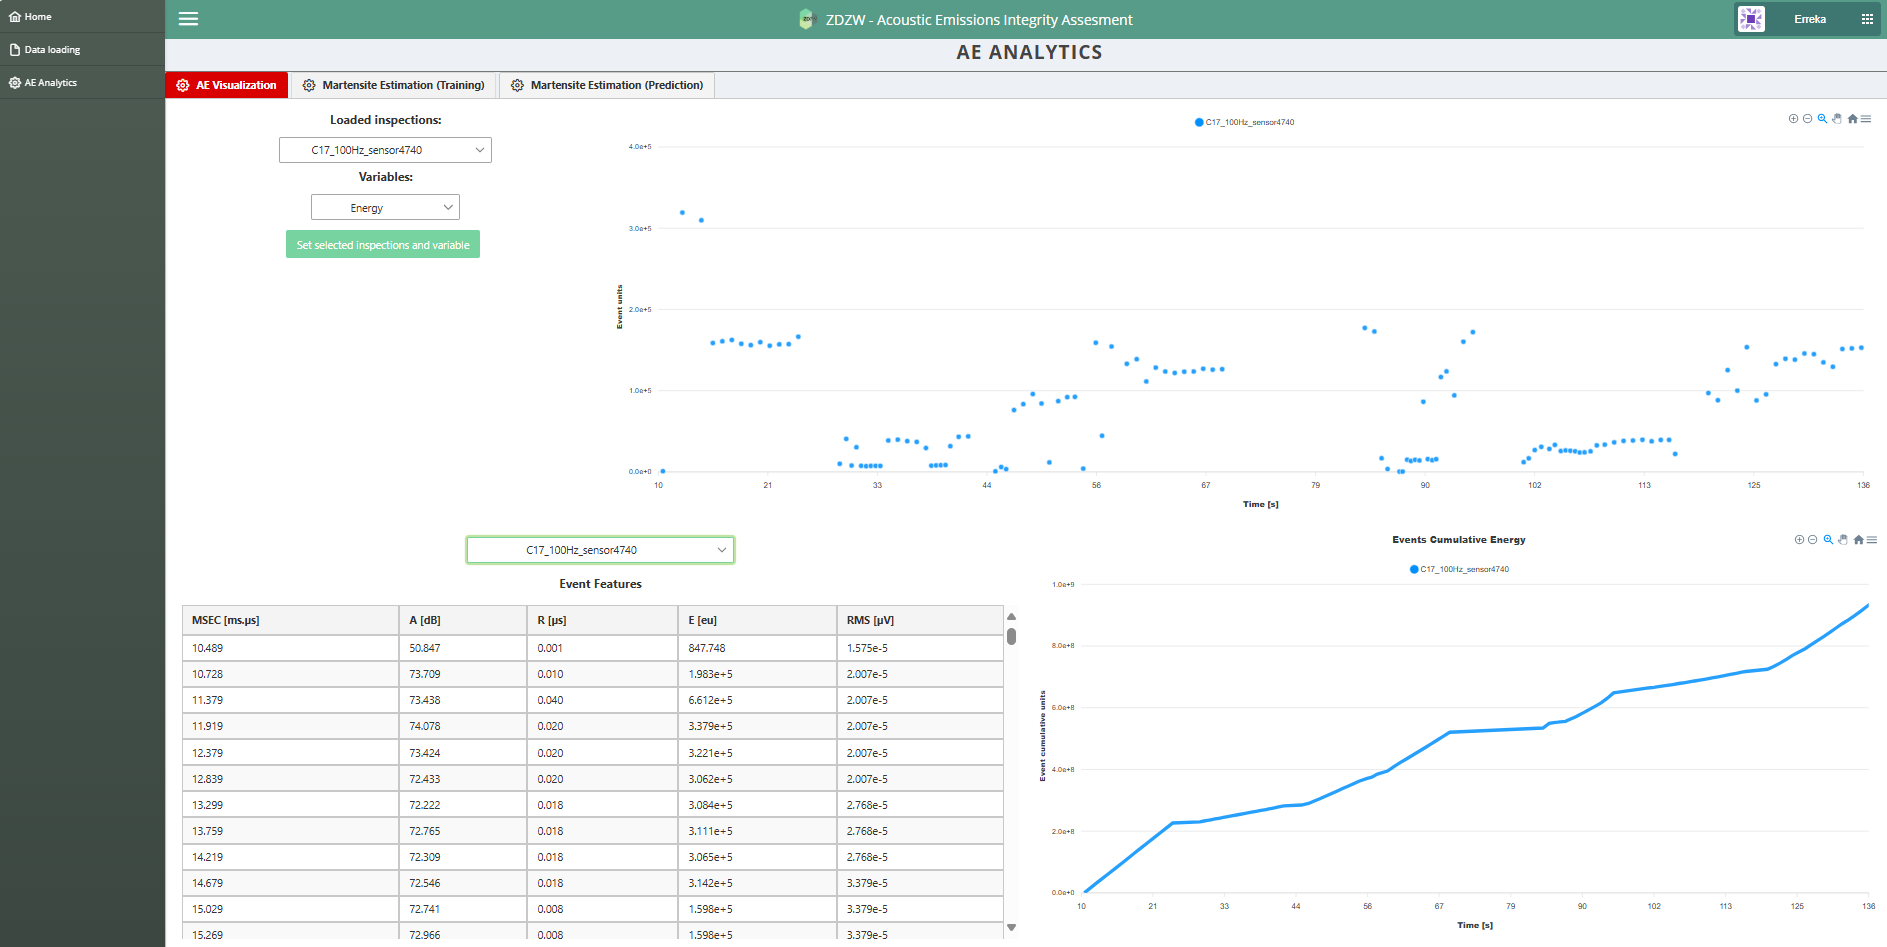 Home
Data loading
AE Analytics
ZDZW - Acoustic Emissions Integrity Assesment
Erreka
AE ANALYTICS
AE Visualization
Martensite Estimation (Training)
Martensite Estimation (Prediction)
Loaded inspections:
C17_100Hz_sensor4740
Variables:
Energy
Set selected inspections and variable
C17_100Hz_sensor4740
Event units
4.0e+5
3.0e+5
2.0e+5
1.0e+5
0.0e+0
10 21 33 44 56 67 79 90 102 113 125 136
Time [s]
C17_100Hz_sensor4740
Event Features
MSEC [ms.µs] A [dB] R [µs] E [eu] RMS [µV]
10.489 50.847 0.001 847.748 1.575e-5
10.728 73.709 0.010 1.983e+5 2.007e-5
11.379 73.438 0.040 6.612e+5 2.007e-5
11.919 74.078 0.020 3.379e+5 2.007e-5
12.379 73.424 0.020 3.221e+5 2.007e-5
12.839 72.433 0.020 3.062e+5 2.007e-5
13.299 72.222 0.018 3.084e+5 2.768e-5
13.759 72.765 0.018 3.111e+5 2.768e-5
14.219 72.309 0.018 3.065e+5 2.768e-5
14.679 72.546 0.018 3.142e+5 3.379e-5
15.029 72.741 0.008 1.598e+5 3.379e-5
15.269 72.966 0.008 1.598e+5 3.379e-5
Events Cumulative Energy
C17_100Hz_sensor4740
Event cumulative units
1.0e+9
8.0e+8
6.0e+8
4.0e+8
2.0e+8
0.0e+0
10 21 33 44 56 67 79 90 102 113 125 136
Time [s]